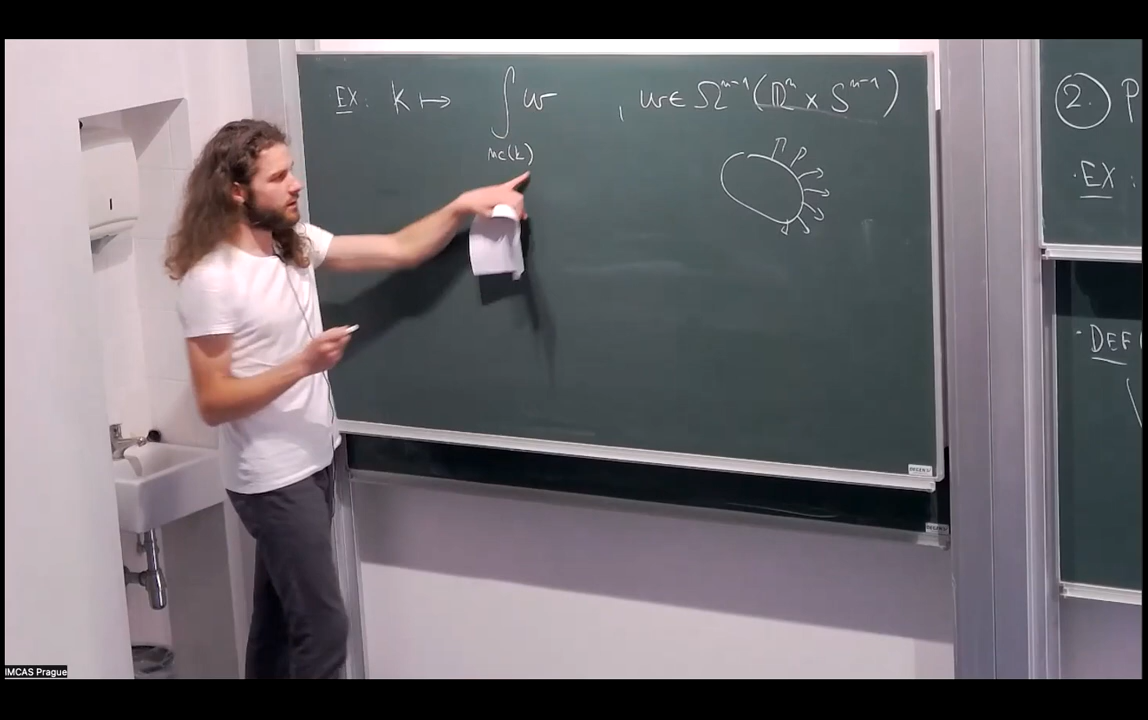 EX: K ↦ ∫ ω , ω ∈ Ω^{n-1}(ℝ^n × S^{n-1})
nc(K)
2. P
· EX :
· DEF
IMCAS Prague